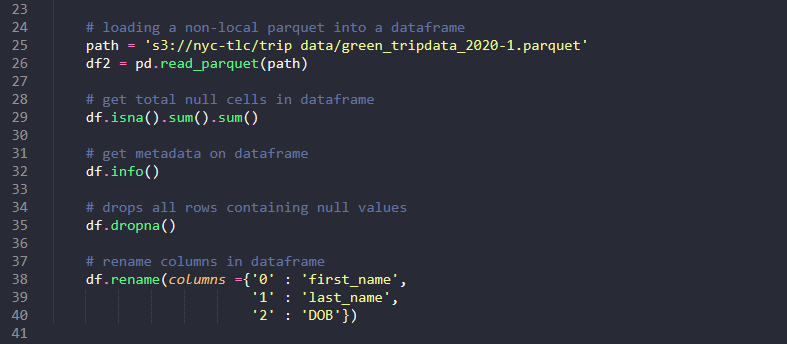 23
24 # loading a non-local parquet into a dataframe
25 path = 's3://nyc-tlc/trip data/green_tripdata_2020-1.parquet'
26 df2 = pd.read_parquet(path)
27
28 # get total null cells in dataframe
29 df.isna().sum().sum()
30
31 # get metadata on dataframe
32 df.info()
33
34 # drops all rows containing null values
35 df.dropna()
36
37 # rename columns in dataframe
38 df.rename(columns ={'0' : 'first_name',
39                     '1' : 'last_name',
40                     '2' : 'DOB'})
41